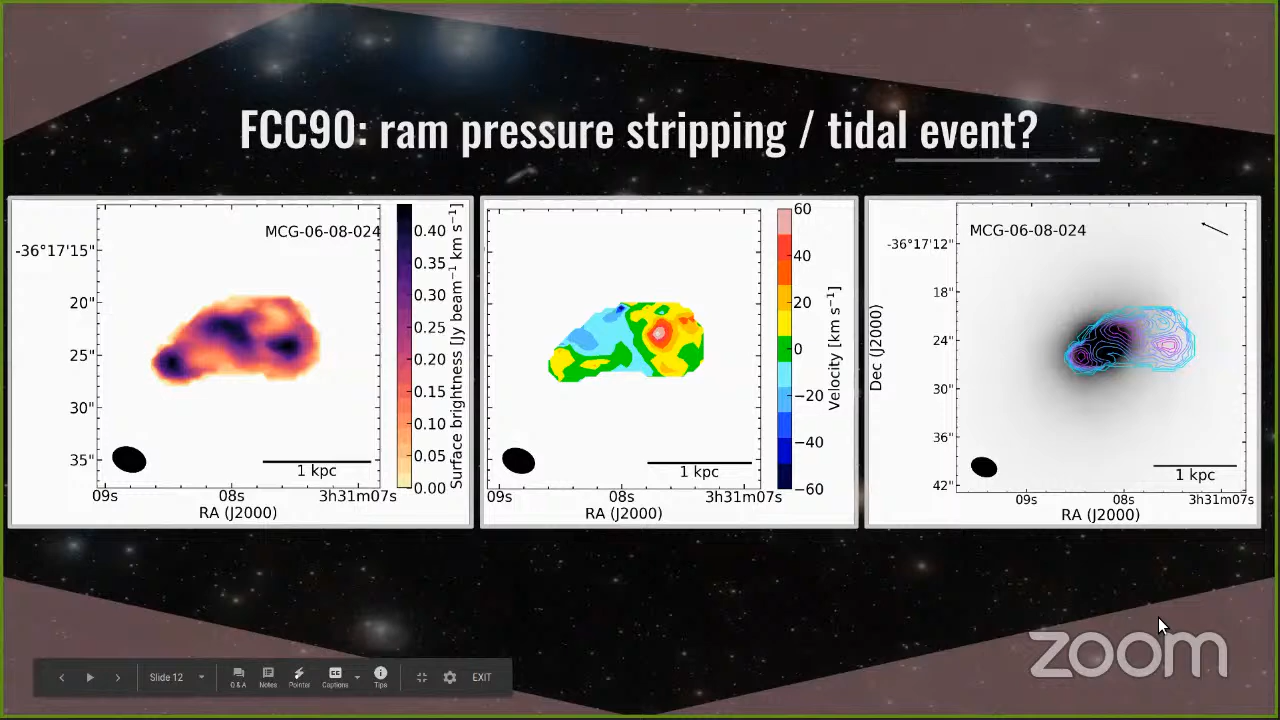 FCC90: ram pressure stripping / tidal event?
MCG-06-08-024
-36°17'15"
20"
25"
30"
35"
09s
08s
3h31m07s
RA (J2000)
1 kpc
0.40
0.35
0.30
0.25
0.20
0.15
0.10
0.05
0.00
Surface brightness [Jy beam⁻¹ km s⁻¹]
1 kpc
09s
08s
3h31m07s
RA (J2000)
60
40
20
0
−20
−40
−60
Velocity [km s⁻¹]
MCG-06-08-024
-36°17'12"
18"
24"
30"
36"
42"
Dec (J2000)
1 kpc
09s
08s
3h31m07s
RA (J2000)
zoom
Slide 12
Q & A
Notes
Pointer
CC
Captions
Tips
EXIT